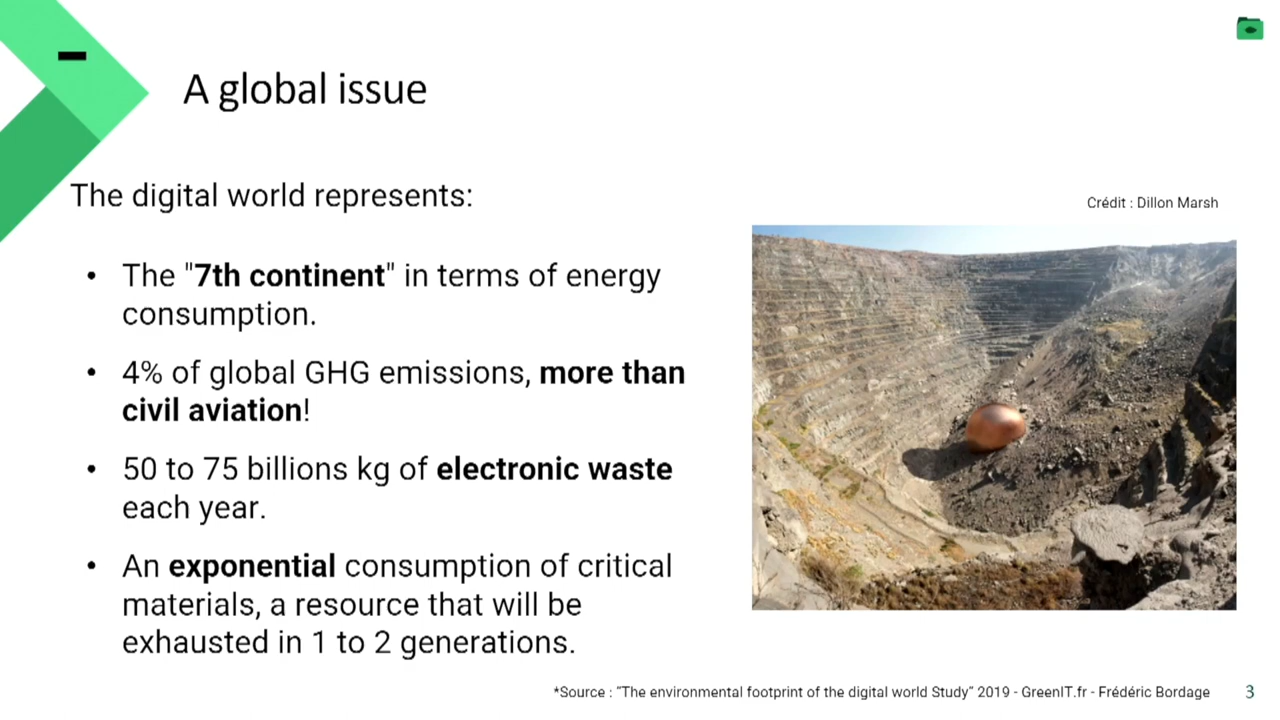 A global issue
The digital world represents:
Crédit : Dillon Marsh
• The "7th continent" in terms of energy
consumption.
• 4% of global GHG emissions, more than
civil aviation!
• 50 to 75 billions kg of electronic waste
each year.
• An exponential consumption of critical
materials, a resource that will be
exhausted in 1 to 2 generations.
*Source : "The environmental footprint of the digital world Study" 2019 - GreenIT.fr - Frédéric Bordage
3